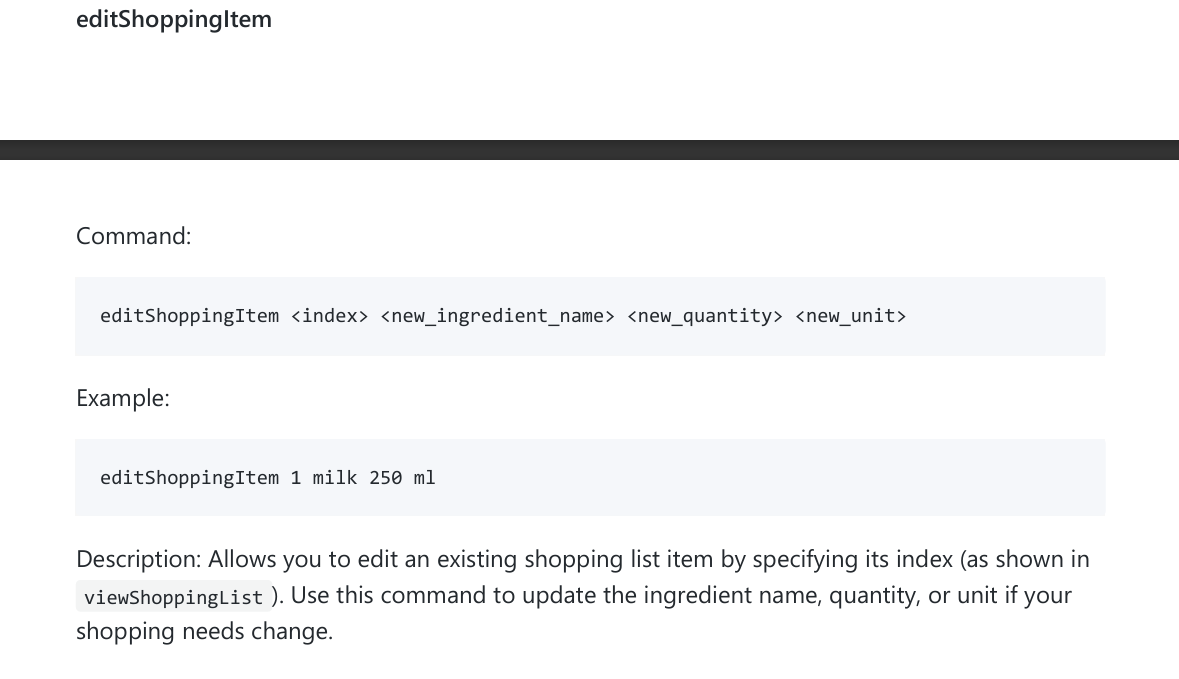 editShoppingItem
Command:
editShoppingItem <index> <new_ingredient_name> <new_quantity> <new_unit>
Example:
editShoppingItem 1 milk 250 ml
Description: Allows you to edit an existing shopping list item by specifying its index (as shown in
viewShoppingList ). Use this command to update the ingredient name, quantity, or unit if your
shopping needs change.